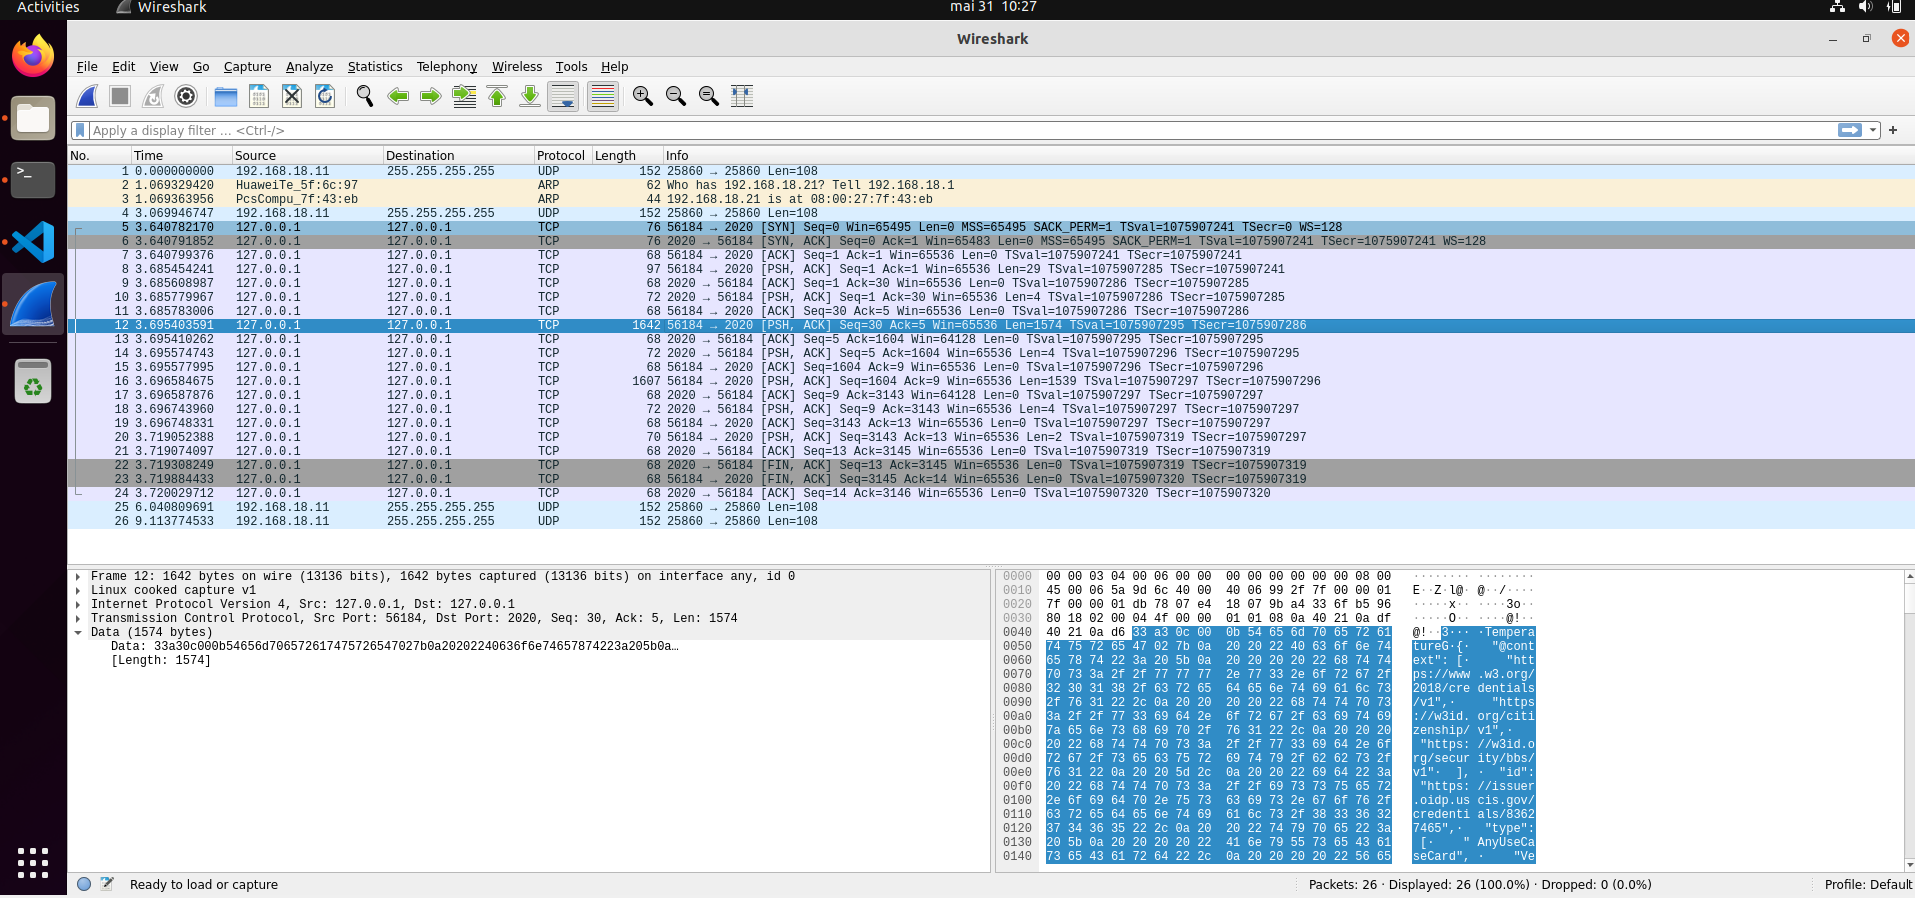 Activities Wireshark mai 31 10:27
Wireshark
File Edit View Go Capture Analyze Statistics Telephony Wireless Tools Help
Apply a display filter ... <Ctrl-/>
No. Time Source Destination Protocol Length Info
1 0.000000000 192.168.18.11 255.255.255.255 UDP 152 25860 → 25860 Len=108
2 1.069329420 HuaweiTe_5f:6c:97 ARP 62 Who has 192.168.18.21? Tell 192.168.18.1
3 1.069363956 PcsCompu_7f:43:eb ARP 44 192.168.18.21 is at 08:00:27:7f:43:eb
4 3.069946747 192.168.18.11 255.255.255.255 UDP 152 25860 → 25860 Len=108
5 3.640782170 127.0.0.1 127.0.0.1 TCP 76 56184 → 2020 [SYN] Seq=0 Win=65495 Len=0 MSS=65495 SACK_PERM=1 TSval=1075907241 TSecr=0 WS=128
6 3.640791852 127.0.0.1 127.0.0.1 TCP 76 2020 → 56184 [SYN, ACK] Seq=0 Ack=1 Win=65483 Len=0 MSS=65495 SACK_PERM=1 TSval=1075907241 TSecr=1075907241 WS=128
7 3.640799376 127.0.0.1 127.0.0.1 TCP 68 56184 → 2020 [ACK] Seq=1 Ack=1 Win=65536 Len=0 TSval=1075907241 TSecr=1075907241
8 3.685454241 127.0.0.1 127.0.0.1 TCP 97 56184 → 2020 [PSH, ACK] Seq=1 Ack=1 Win=65536 Len=29 TSval=1075907285 TSecr=1075907241
9 3.685608987 127.0.0.1 127.0.0.1 TCP 68 2020 → 56184 [ACK] Seq=1 Ack=30 Win=65536 Len=0 TSval=1075907286 TSecr=1075907285
10 3.685779967 127.0.0.1 127.0.0.1 TCP 72 2020 → 56184 [PSH, ACK] Seq=1 Ack=30 Win=65536 Len=4 TSval=1075907286 TSecr=1075907285
11 3.685783006 127.0.0.1 127.0.0.1 TCP 68 56184 → 2020 [ACK] Seq=30 Ack=5 Win=65536 Len=0 TSval=1075907286 TSecr=1075907286
12 3.695403591 127.0.0.1 127.0.0.1 TCP 1642 56184 → 2020 [PSH, ACK] Seq=30 Ack=5 Win=65536 Len=1574 TSval=1075907295 TSecr=1075907286
13 3.695410262 127.0.0.1 127.0.0.1 TCP 68 2020 → 56184 [ACK] Seq=5 Ack=1604 Win=64128 Len=0 TSval=1075907295 TSecr=1075907295
14 3.695574743 127.0.0.1 127.0.0.1 TCP 72 2020 → 56184 [PSH, ACK] Seq=5 Ack=1604 Win=65536 Len=4 TSval=1075907296 TSecr=1075907295
15 3.695577995 127.0.0.1 127.0.0.1 TCP 68 56184 → 2020 [ACK] Seq=1604 Ack=9 Win=65536 Len=0 TSval=1075907296 TSecr=1075907296
16 3.696584675 127.0.0.1 127.0.0.1 TCP 1607 56184 → 2020 [PSH, ACK] Seq=1604 Ack=9 Win=65536 Len=1539 TSval=1075907297 TSecr=1075907296
17 3.696587876 127.0.0.1 127.0.0.1 TCP 68 2020 → 56184 [ACK] Seq=9 Ack=3143 Win=64128 Len=0 TSval=1075907297 TSecr=1075907297
18 3.696743960 127.0.0.1 127.0.0.1 TCP 72 2020 → 56184 [PSH, ACK] Seq=9 Ack=3143 Win=65536 Len=4 TSval=1075907297 TSecr=1075907297
19 3.696748331 127.0.0.1 127.0.0.1 TCP 68 56184 → 2020 [ACK] Seq=3143 Ack=13 Win=65536 Len=0 TSval=1075907297 TSecr=1075907297
20 3.719052388 127.0.0.1 127.0.0.1 TCP 70 56184 → 2020 [PSH, ACK] Seq=3143 Ack=13 Win=65536 Len=2 TSval=1075907319 TSecr=1075907297
21 3.719074097 127.0.0.1 127.0.0.1 TCP 68 2020 → 56184 [ACK] Seq=13 Ack=3145 Win=65536 Len=0 TSval=1075907319 TSecr=1075907319
22 3.719308249 127.0.0.1 127.0.0.1 TCP 68 2020 → 56184 [FIN, ACK] Seq=13 Ack=3145 Win=65536 Len=0 TSval=1075907319 TSecr=1075907319
23 3.719884433 127.0.0.1 127.0.0.1 TCP 68 56184 → 2020 [FIN, ACK] Seq=3145 Ack=14 Win=65536 Len=0 TSval=1075907320 TSecr=1075907319
24 3.720029712 127.0.0.1 127.0.0.1 TCP 68 2020 → 56184 [ACK] Seq=14 Ack=3146 Win=65536 Len=0 TSval=1075907320 TSecr=1075907320
25 6.040809691 192.168.18.11 255.255.255.255 UDP 152 25860 → 25860 Len=108
26 9.113774533 192.168.18.11 255.255.255.255 UDP 152 25860 → 25860 Len=108
Frame 12: 1642 bytes on wire (13136 bits), 1642 bytes captured (13136 bits) on interface any, id 0
Linux cooked capture v1
Internet Protocol Version 4, Src: 127.0.0.1, Dst: 127.0.0.1
Transmission Control Protocol, Src Port: 56184, Dst Port: 2020, Seq: 30, Ack: 5, Len: 1574
Data (1574 bytes)
Data: 33a30c000b54656d706572617475726547027b0a20202240636f6e74657874223a205b0a…
[Length: 1574]
0000 00 00 03 04 00 06 00 00 00 00 00 00 00 00 08 00 ········ ········
0010 45 00 06 5a 9d 6c 40 00 40 06 99 2f 7f 00 00 01 E··Z·l@· @··/····
0020 7f 00 00 01 db 78 07 e4 18 07 9b a4 33 6f b5 96 ·····x·· ····3o··
0030 80 18 02 00 04 4f 00 00 01 01 08 0a 40 21 0a df ·····O·· ····@!··
0040 40 21 0a d6 33 a3 0c 00 0b 54 65 6d 70 65 72 61 @!··3··· ·Tempera
0050 74 75 72 65 47 02 7b 0a 20 20 22 40 63 6f 6e 74 tureG·{· "@cont
0060 65 78 74 22 3a 20 5b 0a 20 20 20 20 22 68 74 74 ext": [· "htt
0070 70 73 3a 2f 2f 77 77 77 2e 77 33 2e 6f 72 67 2f ps://www .w3.org/
0080 32 30 31 38 2f 63 72 65 64 65 6e 74 69 61 6c 73 2018/cre dentials
0090 2f 76 31 22 2c 0a 20 20 20 20 22 68 74 74 70 73 /v1",· "https
00a0 3a 2f 2f 77 33 69 64 2e 6f 72 67 2f 63 69 74 69 ://w3id. org/citi
00b0 7a 65 6e 73 68 69 70 2f 76 31 22 2c 0a 20 20 20 zenship/ v1",·
00c0 20 22 68 74 74 70 73 3a 2f 2f 77 33 69 64 2e 6f "https: //w3id.o
00d0 72 67 2f 73 65 63 75 72 69 74 79 2f 62 62 73 2f rg/secur ity/bbs/
00e0 76 31 22 0a 20 20 5d 2c 0a 20 20 22 69 64 22 3a v1"· ], · "id":
00f0 20 22 68 74 74 70 73 3a 2f 2f 69 73 73 75 65 72 "https: //issuer
0100 2e 6f 69 64 70 2e 75 73 63 69 73 2e 67 6f 76 2f .oidp.us cis.gov/
0110 63 72 65 64 65 6e 74 69 61 6c 73 2f 38 33 36 32 credenti als/8362
0120 37 34 36 35 22 2c 0a 20 20 22 74 79 70 65 22 3a 7465",· "type":
0130 20 5b 0a 20 20 20 20 22 41 6e 79 55 73 65 43 61 [· " AnyUseCa
0140 73 65 43 61 72 64 22 2c 0a 20 20 20 20 22 56 65 seCard", · "Ve
Ready to load or capture Packets: 26 · Displayed: 26 (100.0%) · Dropped: 0 (0.0%) Profile: Default